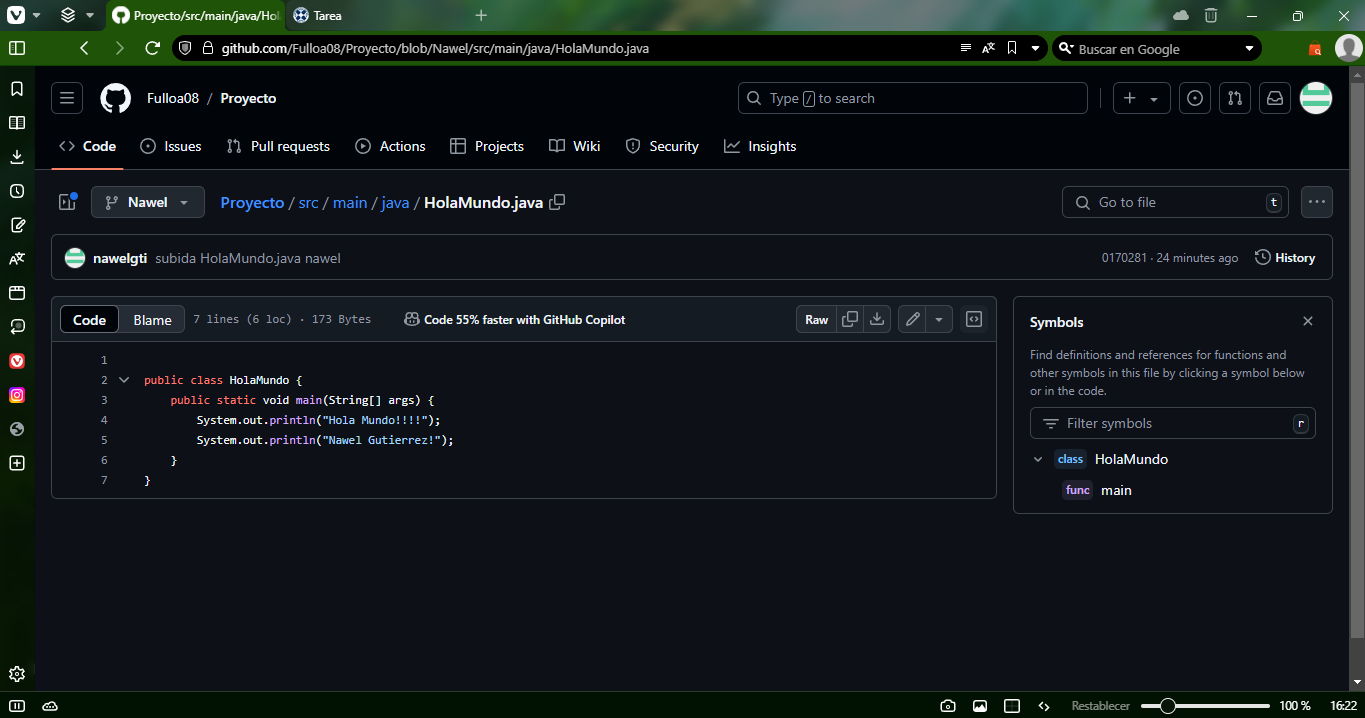 Proyecto/src/main/java/Hol
Tarea
github.com/Fulloa08/Proyecto/blob/Nawel/src/main/java/HolaMundo.java
Buscar en Google
Fulloa08 / Proyecto
Type / to search
Code Issues Pull requests Actions Projects Wiki Security Insights
Nawel
Proyecto / src / main / java / HolaMundo.java
Go to file t
nawelgti subida HolaMundo.java nawel
0170281 · 24 minutes ago History
Code Blame 7 lines (6 loc) · 173 Bytes Code 55% faster with GitHub Copilot Raw
1
2 public class HolaMundo {
3 public static void main(String[] args) {
4 System.out.println("Hola Mundo!!!!");
5 System.out.println("Nawel Gutierrez!");
6 }
7 }
Symbols
Find definitions and references for functions and
other symbols in this file by clicking a symbol below
or in the code.
Filter symbols r
class HolaMundo
func main
Restablecer 100 % 16:22